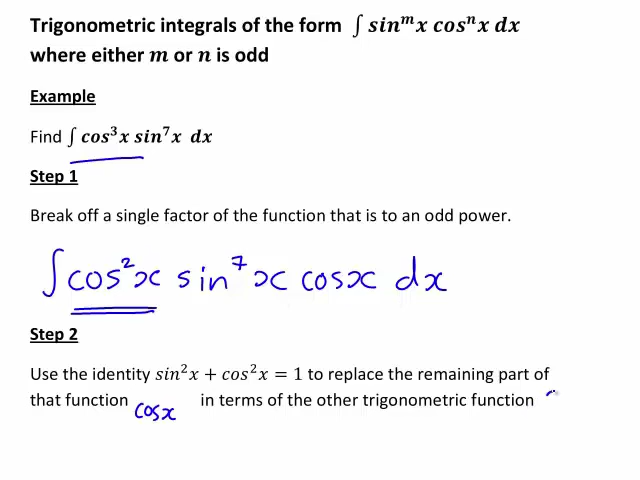 Trigonometric integrals of the form ∫ sinᵐx cosⁿx dx
where either m or n is odd
Example
Find ∫ cos³x sin⁷x dx
Step 1
Break off a single factor of the function that is to an odd power.
∫ cos²x sin⁷x cosx dx
Step 2
Use the identity sin²x + cos²x = 1 to replace the remaining part of
that function cosx in terms of the other trigonometric function